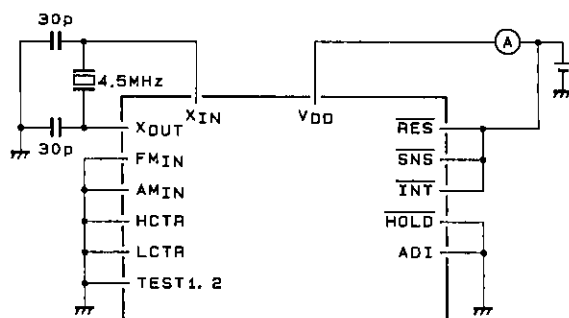 30p
A
4.5MHz
XIN
VDD
XOUT
RES
30p
SNS
FMIN
INT
AMIN
HOLD
HCTR
ADI
LCTR
TEST1, 2